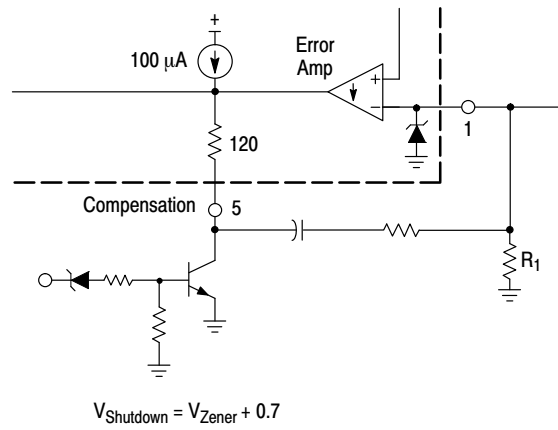 +
100 μA
Error
Amp
+
−
1
120
Compensation
5
R1
VShutdown = VZener + 0.7